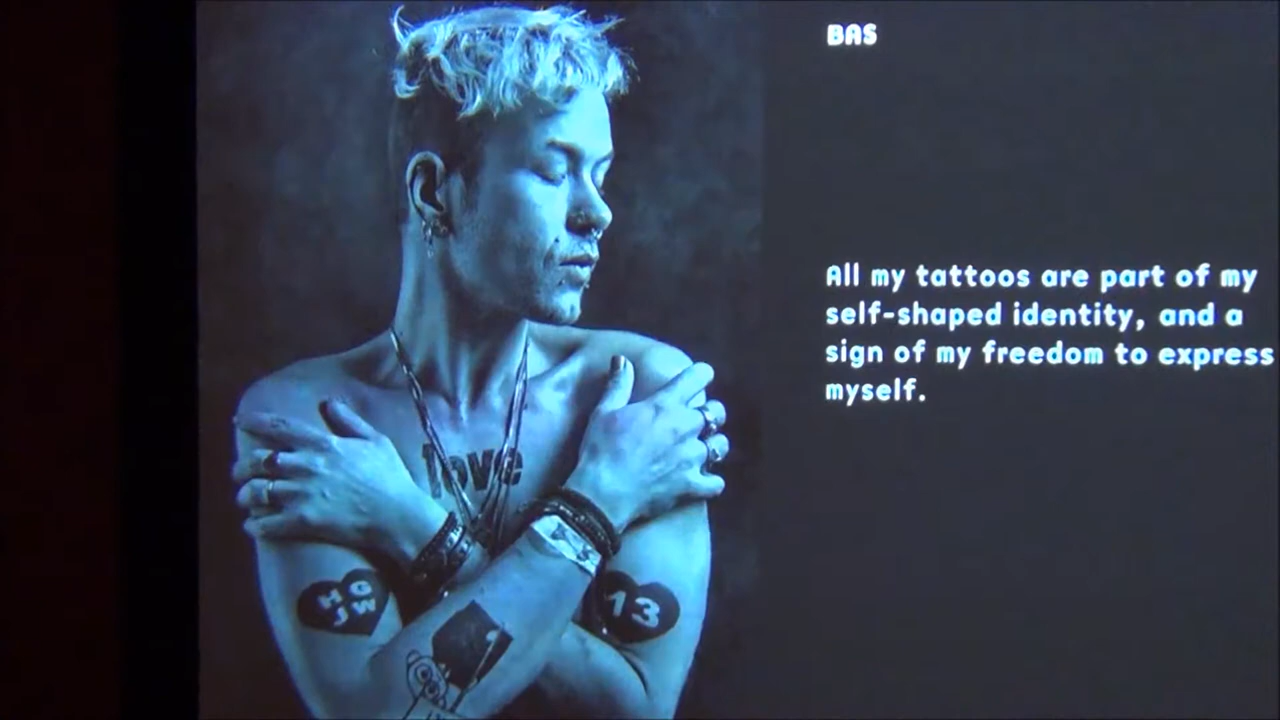 BAS
All my tattoos are part of my
self-shaped identity, and a
sign of my freedom to express
myself.
love
H G
J W
13